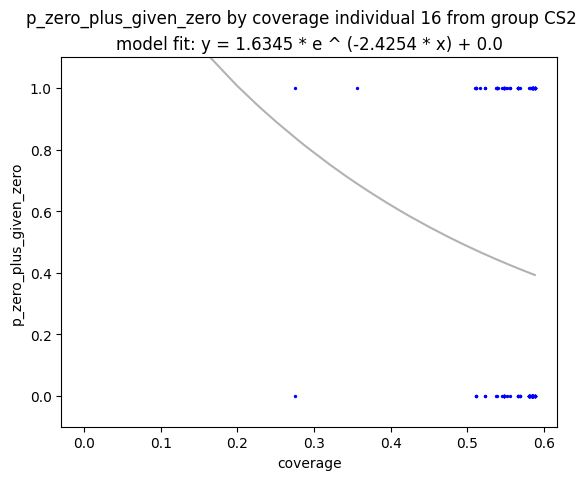 p_zero_plus_given_zero by coverage individual 16 from group CS2
model fit: y = 1.6345 * e ^ (-2.4254 * x) + 0.0
1.0
0.8
0.6
0.4
0.2
0.0
p_zero_plus_given_zero
0.0 0.1 0.2 0.3 0.4 0.5 0.6
coverage